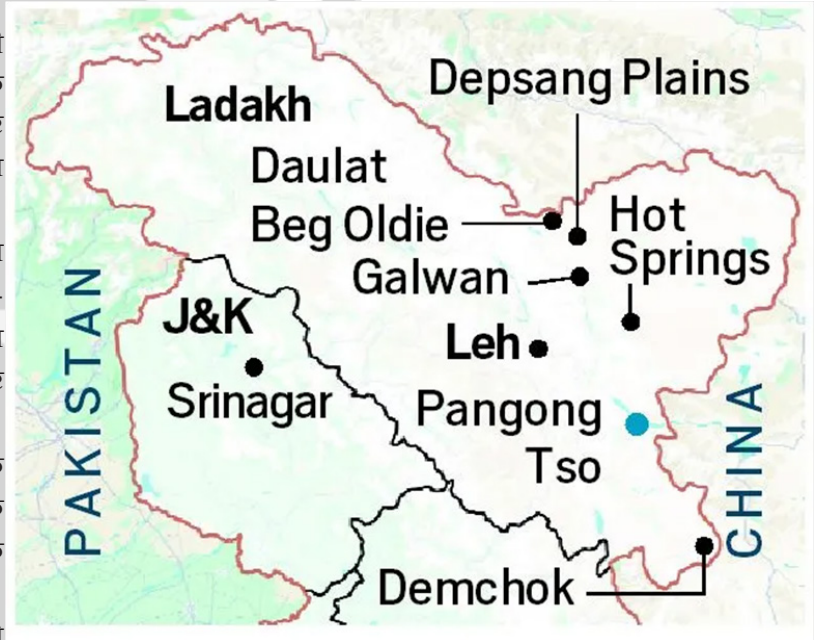 Depsang Plains
Ladakh
Daulat
Beg Oldie
Hot
Springs
Galwan
PAKISTAN
J&K
Leh
Srinagar
Pangong
Tso
CHINA
Demchok